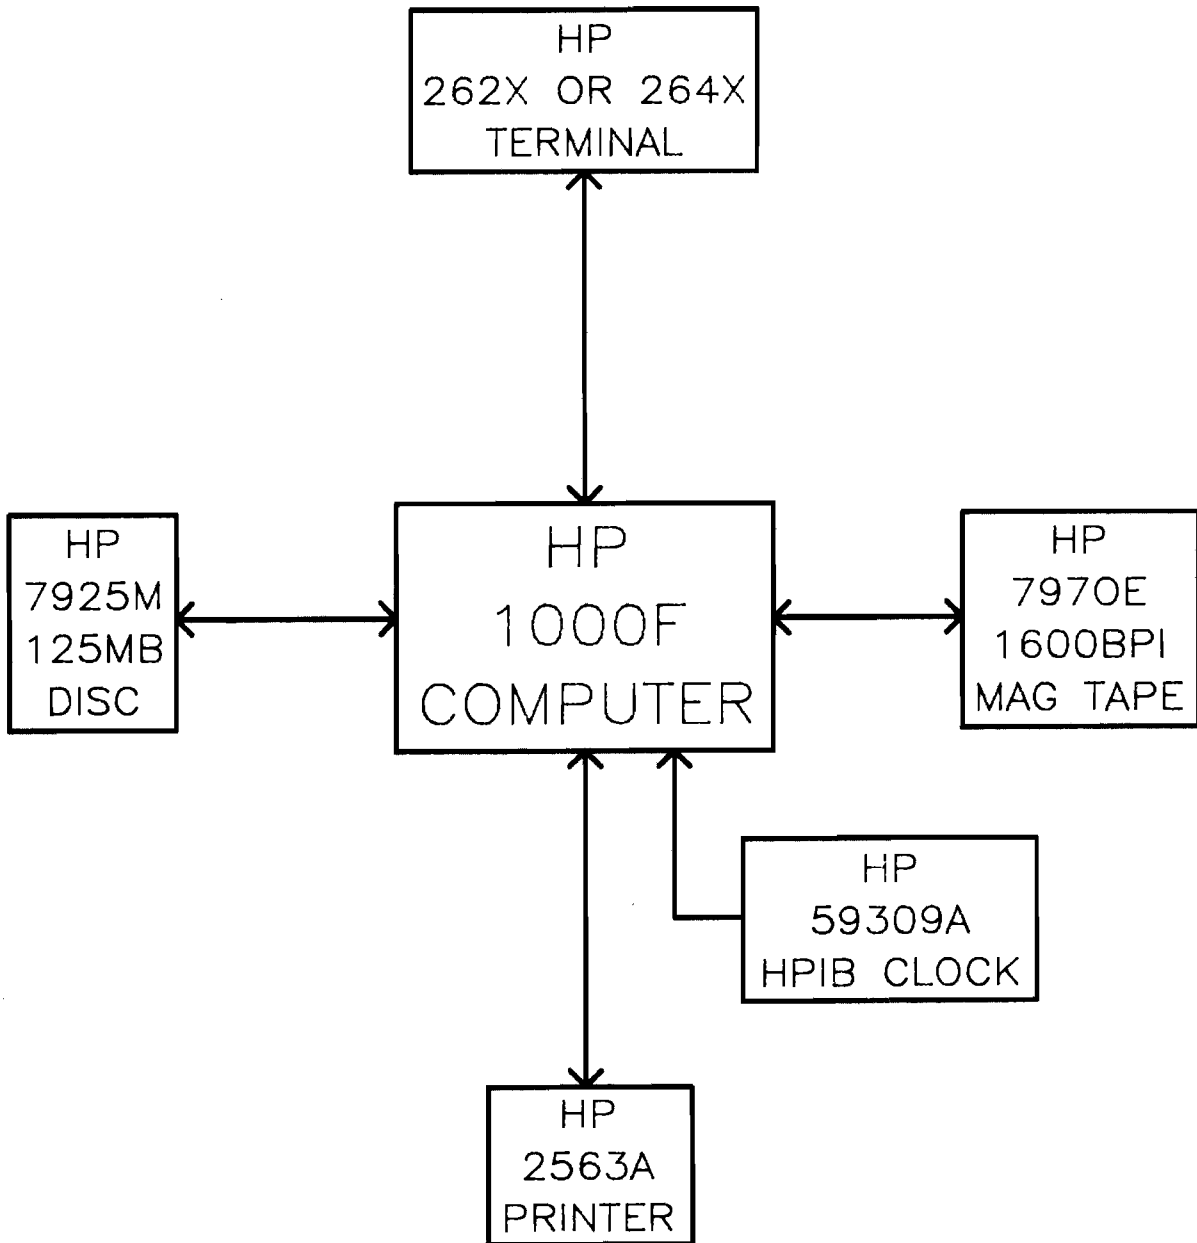 HP
262X OR 264X
TERMINAL
HP
7925M
125MB
DISC
HP
1000F
COMPUTER
HP
7970E
1600BPI
MAG TAPE
HP
59309A
HPIB CLOCK
HP
2563A
PRINTER